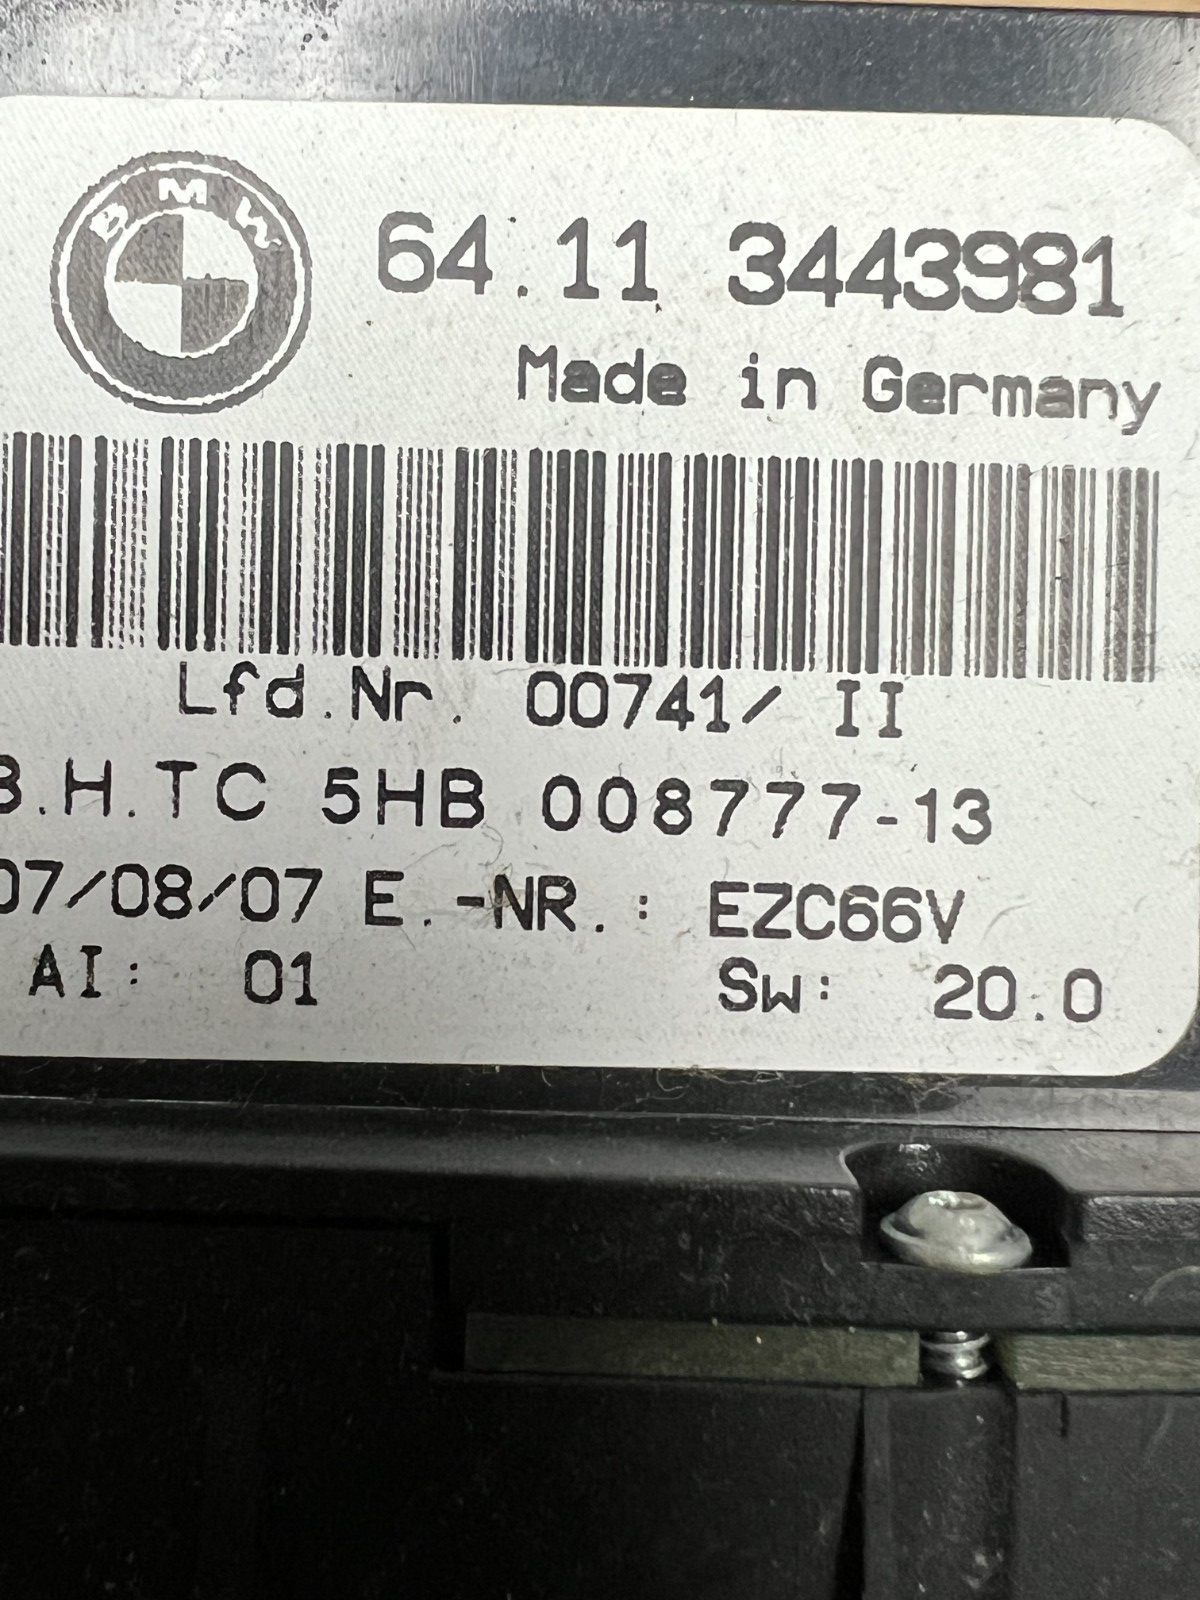 BMW
64.11 3443981
Made in Germany
Lfd.Nr. 00741/ II
B.H.TC 5HB 008777-13
07/08/07 E.-NR.: EZC66V
AI: 01 SW: 20.0